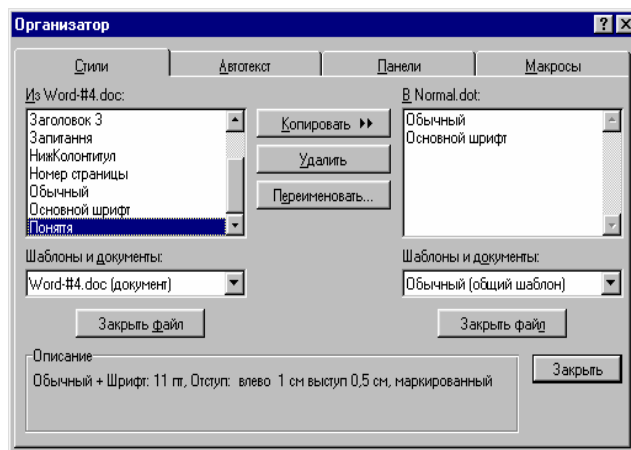 Организатор
Стили Автотекст Панели Макросы
Из Word-#4.doc:
Заголовок 3
Запитання
НижКолонтитул
Номер страницы
Обычный
Основной шрифт
Поняття
Копировать
Удалить
Переименовать...
В Normal.dot:
Обычный
Основной шрифт
Шаблоны и документы:
Word-#4.doc (документ)
Закрыть файл
Шаблоны и документы:
Обычный (общий шаблон)
Закрыть файл
Описание
Обычный + Шрифт: 11 пт, Отступ: влево 1 см выступ 0,5 см, маркированный
Закрыть